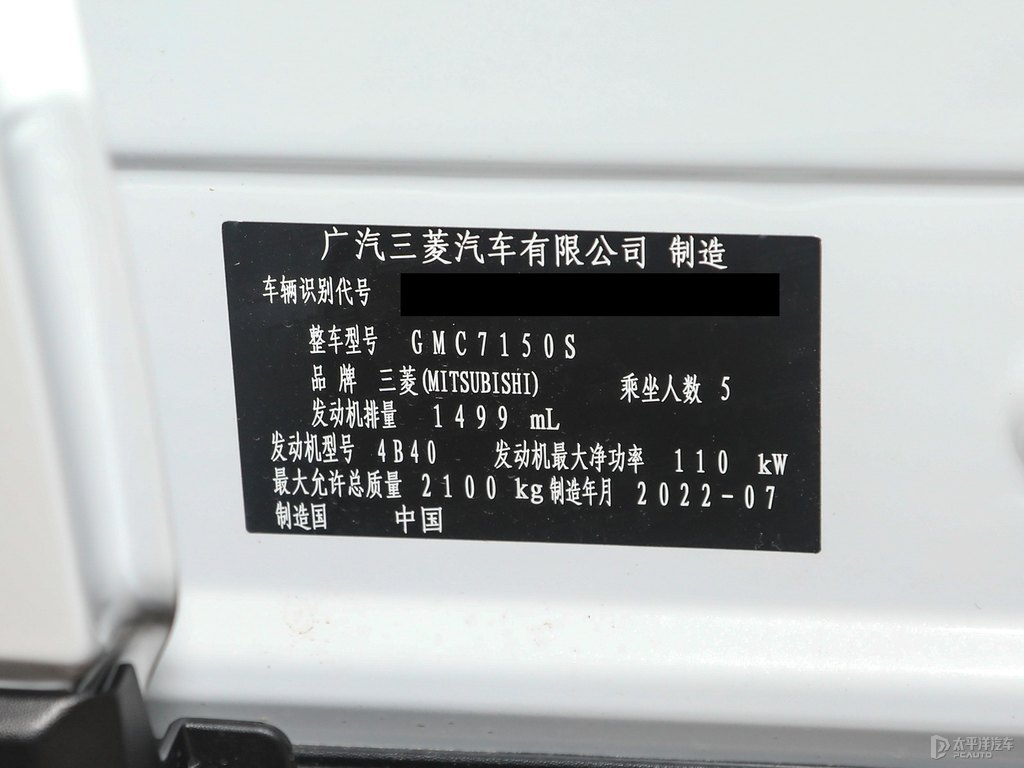 广汽三菱汽车有限公司 制造
车辆识别代号
整车型号 GMC7150S
品牌 三菱(MITSUBISHI) 乘坐人数 5
发动机排量 1499 mL
发动机型号 4B40 发动机最大净功率 110 kW
最大允许总质量 2100 kg 制造年月 2022-07
制造国 中国
太平洋汽车
PCAUTO